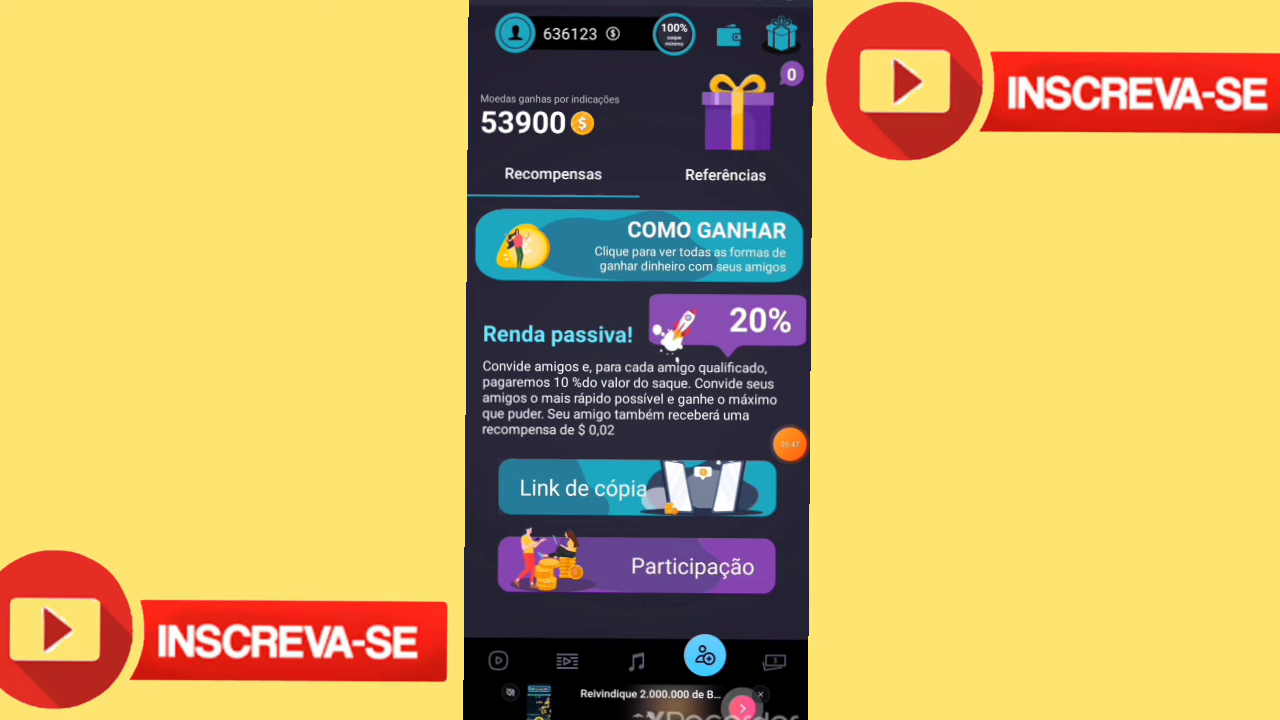 636123
100%
saque
mínimo
0
Moedas ganhas por indicações
53900
Recompensas
Referências
COMO GANHAR
Clique para ver todas as formas de
ganhar dinheiro com seus amigos
20%
Renda passiva!
Convide amigos e, para cada amigo qualificado,
pagaremos 10 %do valor do saque. Convide seus
amigos o mais rápido possível e ganhe o máximo
que puder. Seu amigo também receberá uma
recompensa de $ 0,02
05:47
Link de cópia
Participação
Reivindique 2.000.000 de B...
INSCREVA-SE
INSCREVA-SE